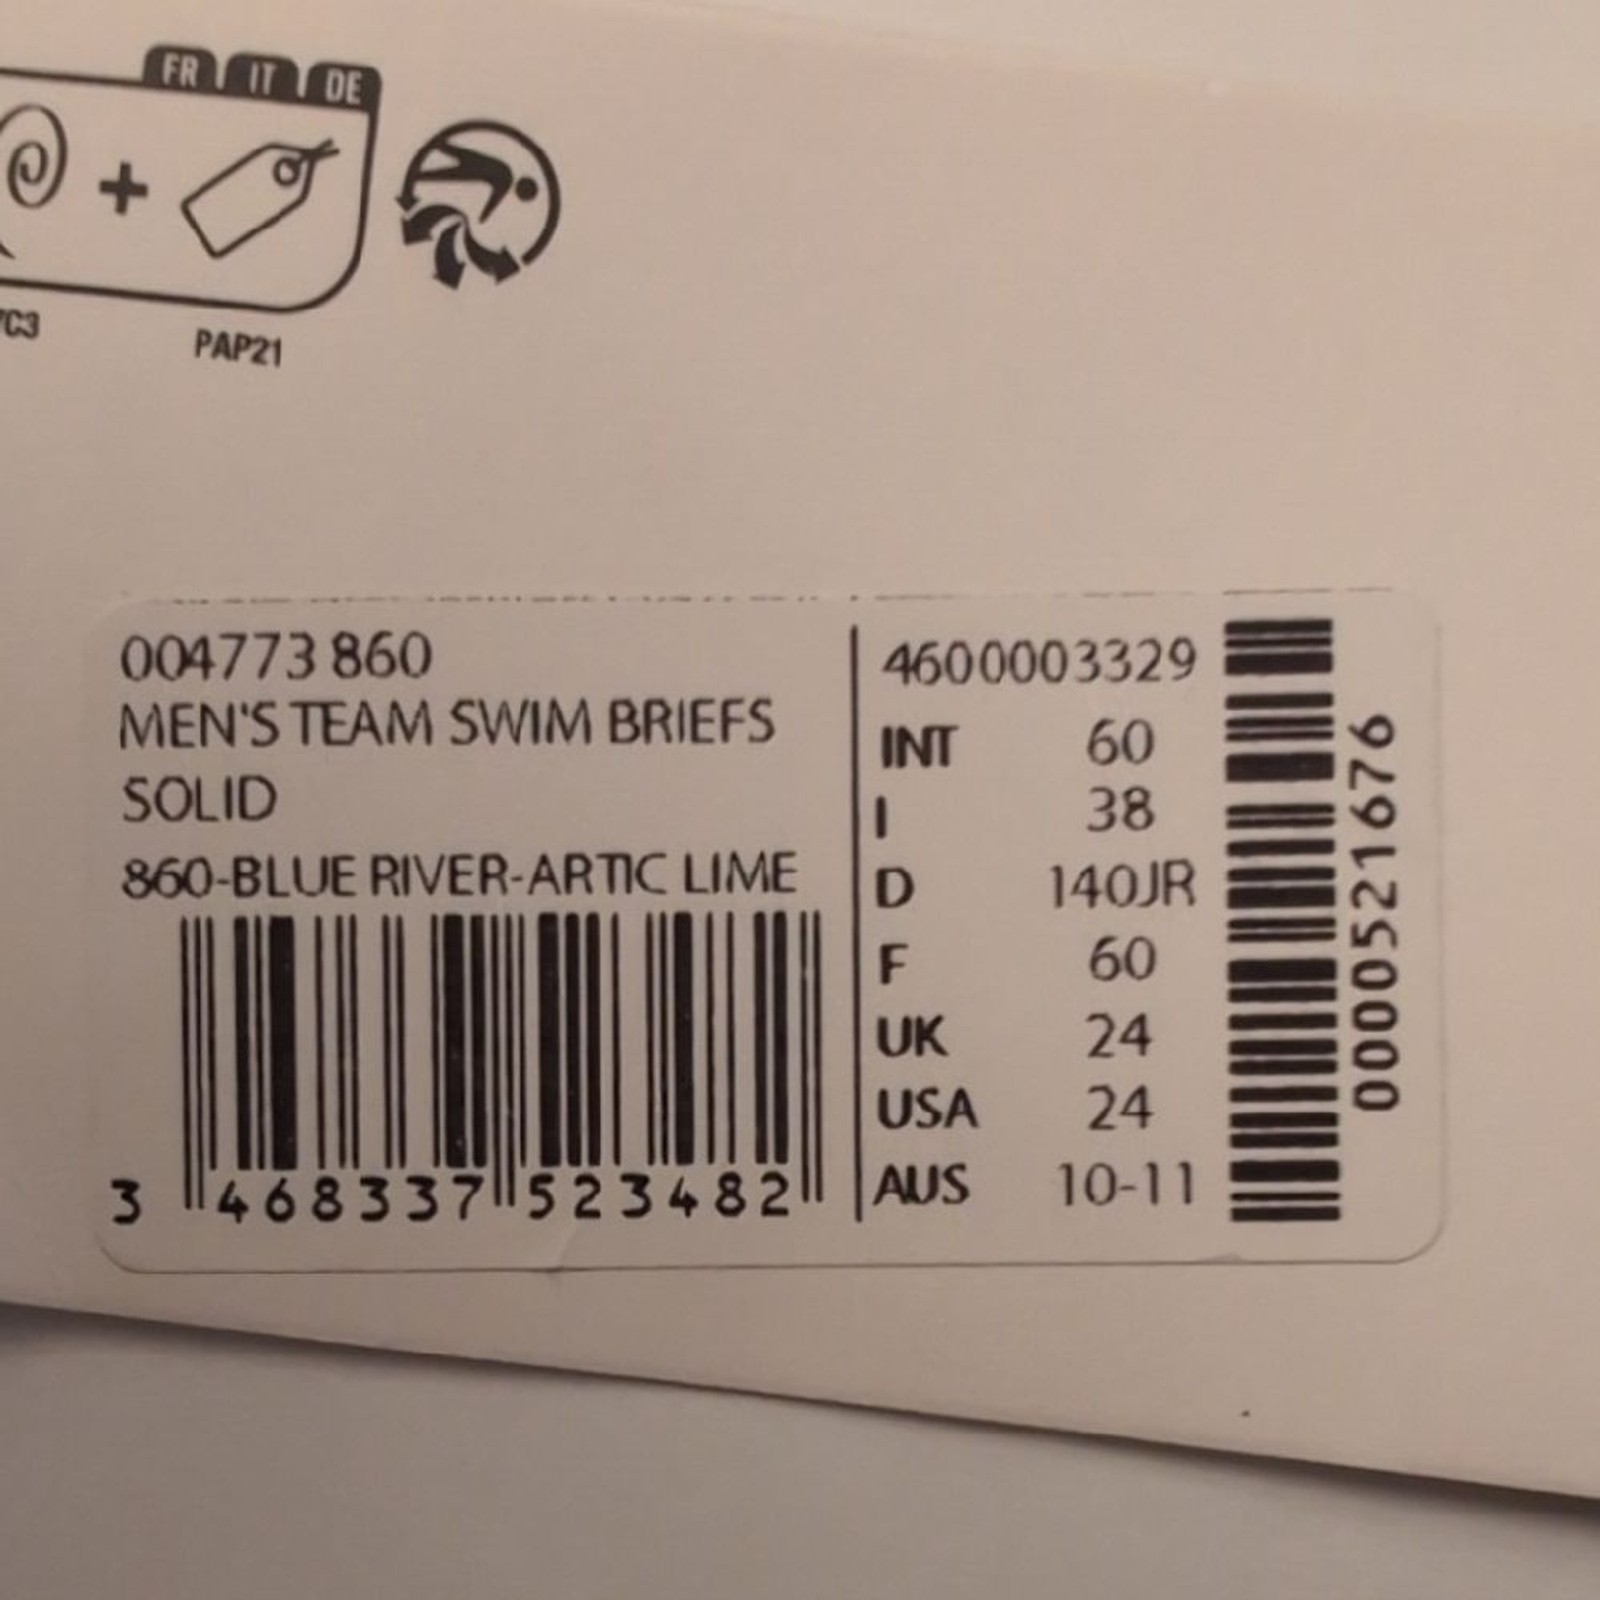 FR IT DE
PAP21
004773 860
MEN'S TEAM SWIM BRIEFS
SOLID
860-BLUE RIVER-ARTIC LIME
3 468337 523482
4600003329
INT 60
I 38
D 140JR
F 60
UK 24
USA 24
AUS 10-11
0000521676